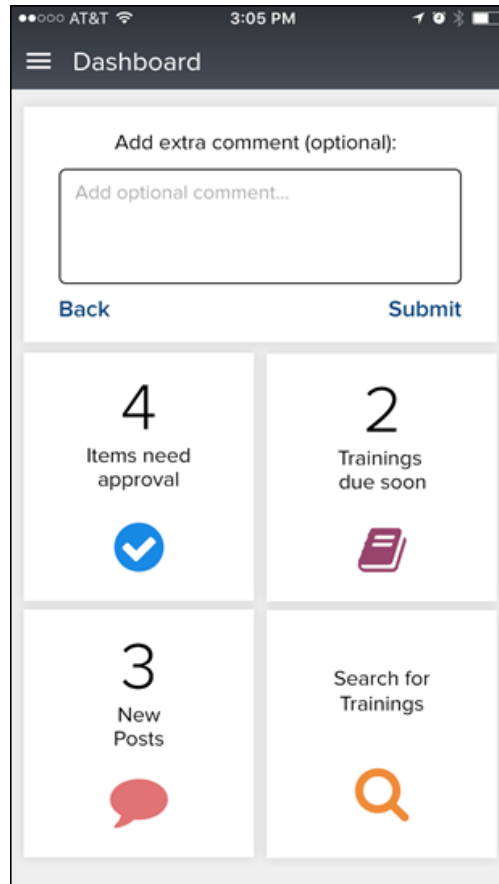 AT&T 3:05 PM
Dashboard
Add extra comment (optional):
Add optional comment...
Back Submit
4
Items need
approval
2
Trainings
due soon
3
New
Posts
Search for
Trainings